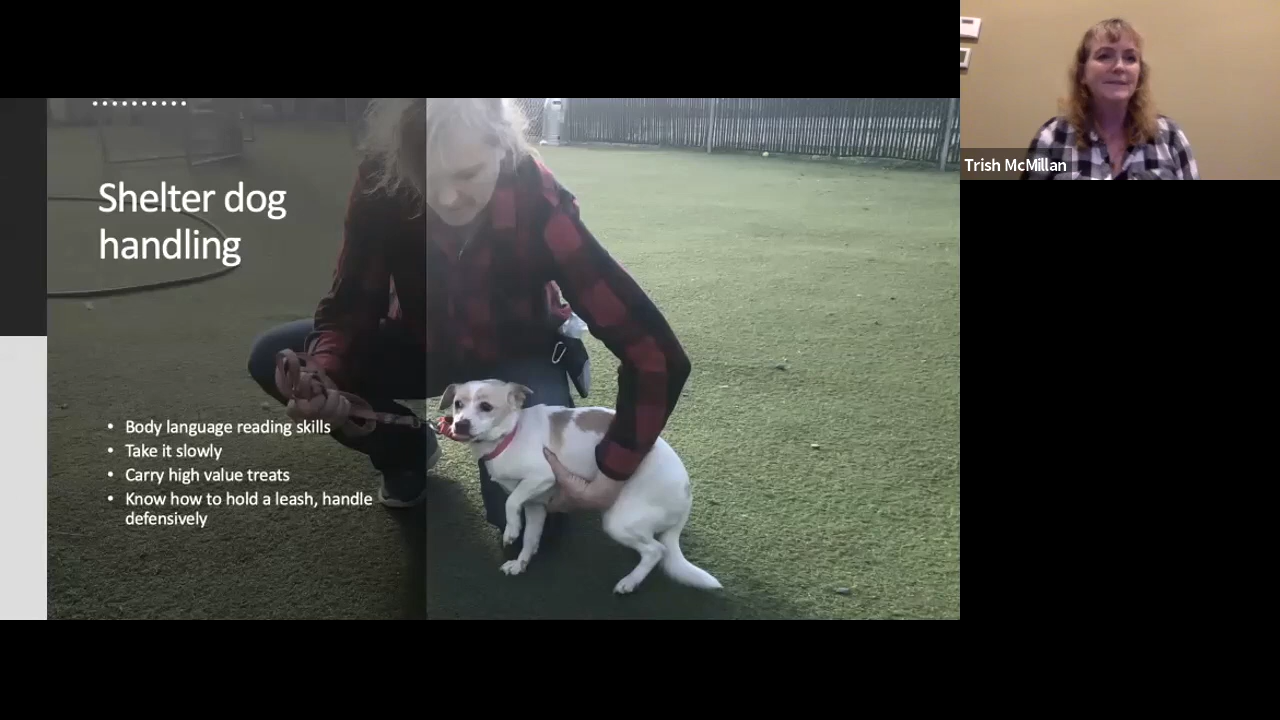 Shelter dog
handling
• Body language reading skills
• Take it slowly
• Carry high value treats
• Know how to hold a leash, handle
defensively
Trish McMillan